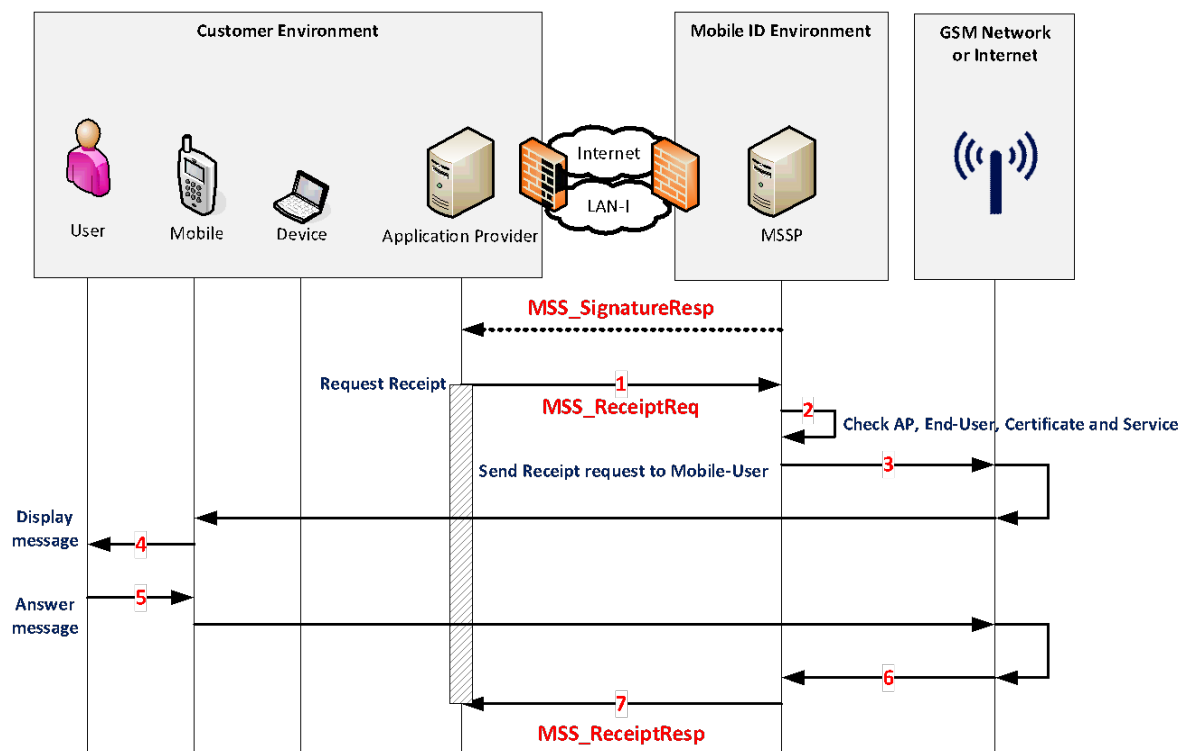 Customer Environment
Mobile ID Environment
GSM Network
or Internet
Internet
LAN-I
User
Mobile
Device
Application Provider
MSSP
MSS_SignatureResp
Request Receipt
1
MSS_ReceiptReq
2
Check AP, End-User, Certificate and Service
Send Receipt request to Mobile-User
3
Display
message
4
5
Answer
message
6
7
MSS_ReceiptResp